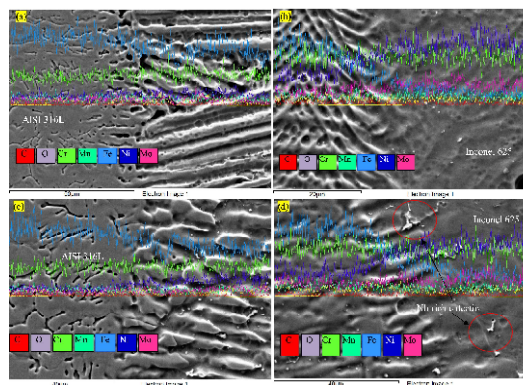 (a)
AISI 316L
C O Cr Mn Fe Ni Mo
Electron Image 1
(b)
Inconel 625
C O Cr Mn Fe Ni Mo
20µm
Electron Image 1
(c)
AISI 316L
C O Cr Mn Fe Ni Mo
Electron Image 1
(d)
Inconel 625
C O Cr Mn Fe Ni Mo
Electron Image 1